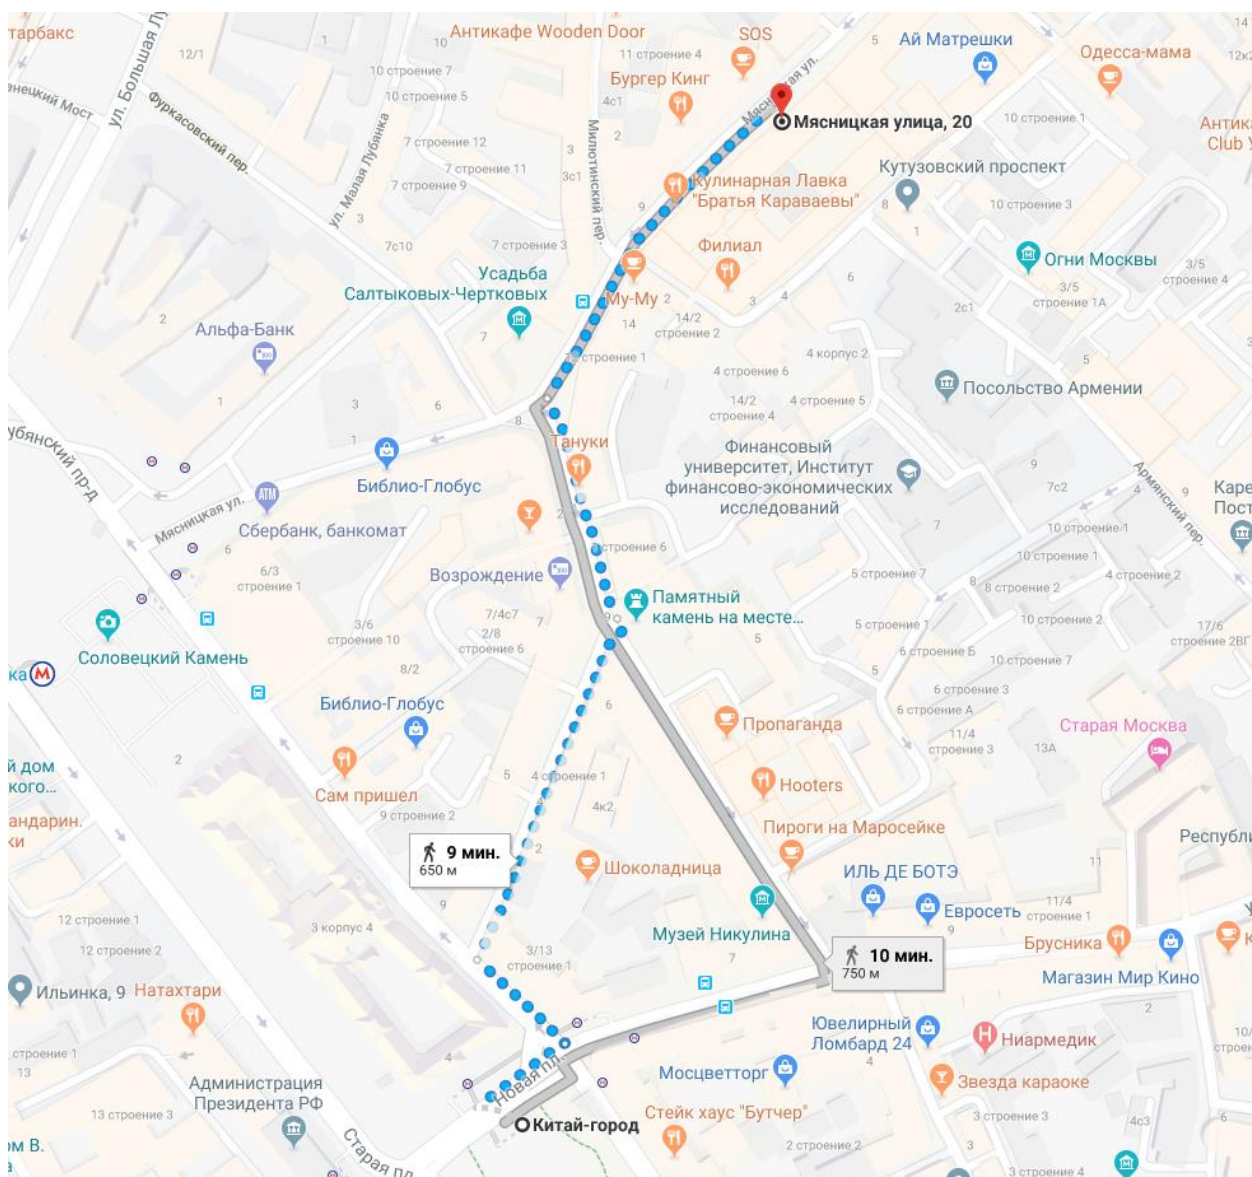 тарбакс
12/1
ул. Большая Лу
10
Антикафе Wooden Door
SOS
11 строение 4
5
Ай Матрешки
14
Одесса-мама
10 строение 7
10 строение 5
Бургер Кинг
Мясницкая ул.
знецкий Мост
Фуркасовский пер.
4с1
Мясницкая улица, 20
10 строение 1
Антика
Club
ул. Малая Лубянка
7 строение 12
7 строение 11
7 строение 9
3
3с1
2
Милютинский пер.
Кутузовский проспект
Кулинарная Лавка
"Братья Караваевы"
10 строение 3
3
9
8
1
7с10
7 строение 3
Филиал
Огни Москвы
3/5
строение 4
3/5
строение 1А
Усадьба
Салтыковых-Чертковых
Му-Му
2
3
4
6
2с1
2
Альфа-Банк
7
14
14/2
строение 2
12 строение 1
4 корпус 2
5
4 строение 6
Посольство Армении
1
3
6
8
14/2
строение 4
4 строение 5
убянский пр-д
1
Тануки
Финансовый
университет, Институт
финансово-экономических
исследований
Армянский пер.
9
7с2
4
9
Каре
Пост
Библио-Глобус
Мясницкая ул.
Сбербанк, банкомат
2
7
10 строение 1
6
строение 6
10 строение 1
6/3
строение 1
Возрождение
5 строение 7
8
8 строение 2
4 строение 2
7/4с7
9
Памятный
камень на месте...
3/6
строение 10
2/8
строение 6
5
5 строение 1
10 строение 2
17/6
строение 2ВГ
Соловецкий Камень
8/2
6 строение Б
10 строение 7
5
ка
Библио-Глобус
6
6 строение 3
6 строение А
Пропаганда
11/4
строение 3
13А
Старая Москва
2
й дом
кого...
5
4 строение 1
4к2
Hooters
Сам пришел
андарин.
ки
9 строение 2
4
Пироги на Маросейке
Республи
9 мин.
650 м
2
Шоколадница
11
ИЛЬ ДЕ БОТЭ
12 строение 1
9
3 корпус 4
Евросеть
11/4
строение 1
12 строение 2
Музей Никулина
9
Брусника
3/13
строение 1
7
10 мин.
750 м
Магазин Мир Кино
Ильинка, 9
Натахтари
2
Ювелирный
Ломбард 24
Ниармедик
строение 1
13
4
Новая пл.
Мосцветторг
4
Администрация
Президента РФ
Звезда караоке
13 строение 3
Китай-город
Стейк хаус "Бутчер"
3 строение 3
4с3
ом В.
Старая пл.
2 строение 2
3
3 строение 4